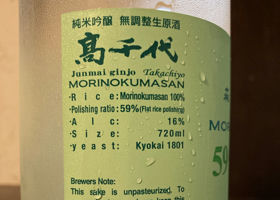 純米吟醸 無調整生原酒
髙千代
Junmai ginjo Takachiyo
MORINOKUMASAN
・Rice: Morinokumasan 100%
・Polishing ratio: 59% (Flat rice polishing)
・Alc: 16%
・Size: 720ml
・yeast: Kyokai 1801
Brewers Note:
This sake is unpasteurized. To
MOR
59